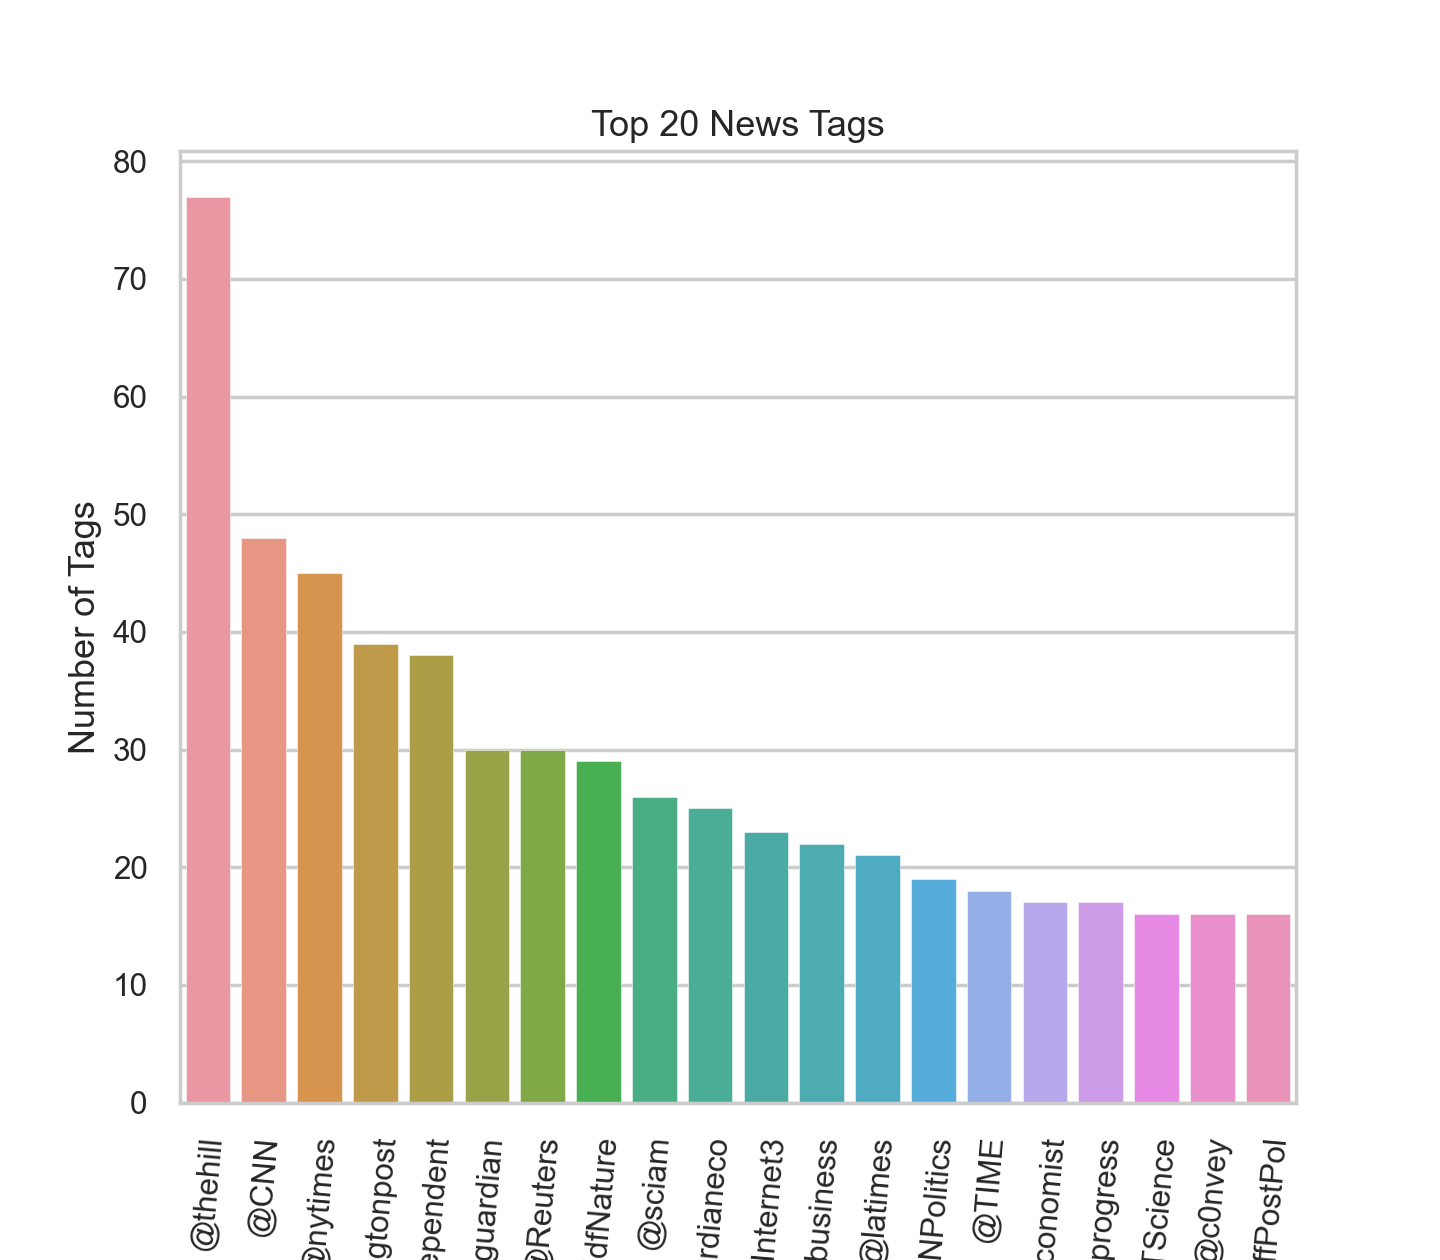 Top 20 News Tags
Number of Tags
80
70
60
50
40
30
20
10
0
@thehill
@CNN
@nytimes
gtonpost
ependent
guardian
@Reuters
dfNature
@sciam
rdianeco
Internet3
business
@latimes
NPolitics
@TIME
conomist
progress
TScience
@c0nvey
ffPostPol